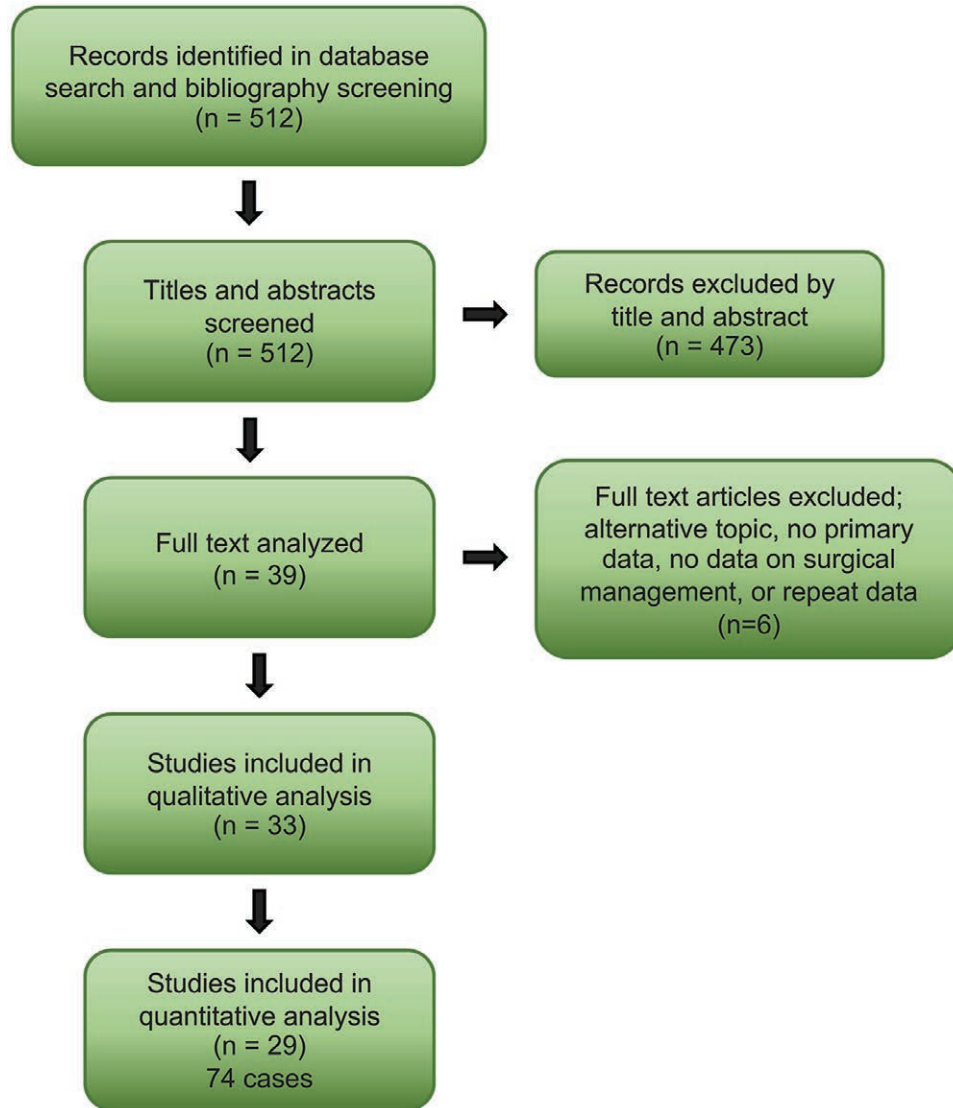 Records identified in database
search and bibliography screening
(n = 512)
Titles and abstracts
screened
(n = 512)
Records excluded by
title and abstract
(n = 473)
Full text analyzed
(n = 39)
Full text articles excluded;
alternative topic, no primary
data, no data on surgical
management, or repeat data
(n=6)
Studies included in
qualitative analysis
(n = 33)
Studies included in
quantitative analysis
(n = 29)
74 cases